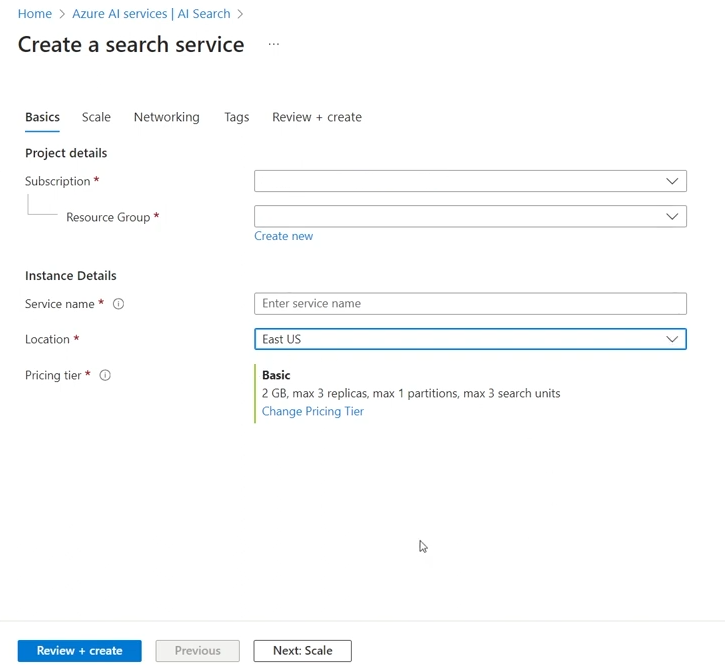 Home > Azure AI services | AI Search >
Create a search service ...
Basics Scale Networking Tags Review + create
Project details
Subscription *
Resource Group *
Create new
Instance Details
Service name * Enter service name
Location * East US
Pricing tier * Basic
2 GB, max 3 replicas, max 1 partitions, max 3 search units
Change Pricing Tier
Review + create Previous Next: Scale